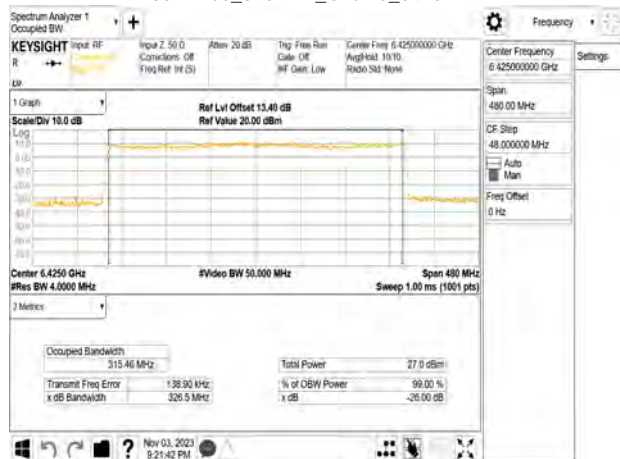 Spectrum Analyzer 1
Occupied BW
Frequency
KEYSIGHT
Input: RF
R
Input Z: 50 Ω
Corrections: Off
Freq Ref: Int (S)
Atten: 20 dB
Trig: Free Run
Gate: Off
#IF Gain: Low
Center Freq: 6.425000000 GHz
Avg|Hold: 10/10
Radio Std: None
Center Frequency
6.425000000 GHz
Settings
Span
480.00 MHz
CF Step
48.000000 MHz
Auto
Man
Freq Offset
0 Hz
1 Graph
Scale/Div 10.0 dB
Ref Lvl Offset 13.40 dB
Ref Value 20.00 dBm
Log
10.0
0.00
Center 6.4250 GHz
#Video BW 50.000 MHz
Span 480 MHz
#Res BW 4.0000 MHz
Sweep 1.00 ms (1001 pts)
2 Metrics
Occupied Bandwidth
315.46 MHz
Total Power
27.0 dBm
Transmit Freq Error
138.90 kHz
% of OBW Power
99.00 %
x dB Bandwidth
326.5 MHz
x dB
-26.00 dB
?
Nov 03, 2023
9:21:42 PM